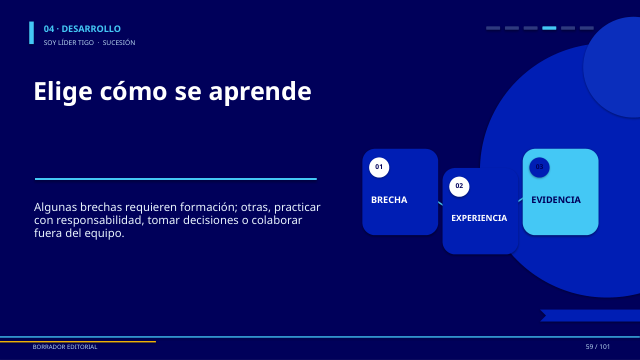 04 · DESARROLLO
SOY LÍDER TIGO · SUCESIÓN
Elige cómo se aprende
Algunas brechas requieren formación; otras, practicar
con responsabilidad, tomar decisiones o colaborar
fuera del equipo.
01
BRECHA
02
EXPERIENCIA
03
EVIDENCIA
BORRADOR EDITORIAL
59 / 101